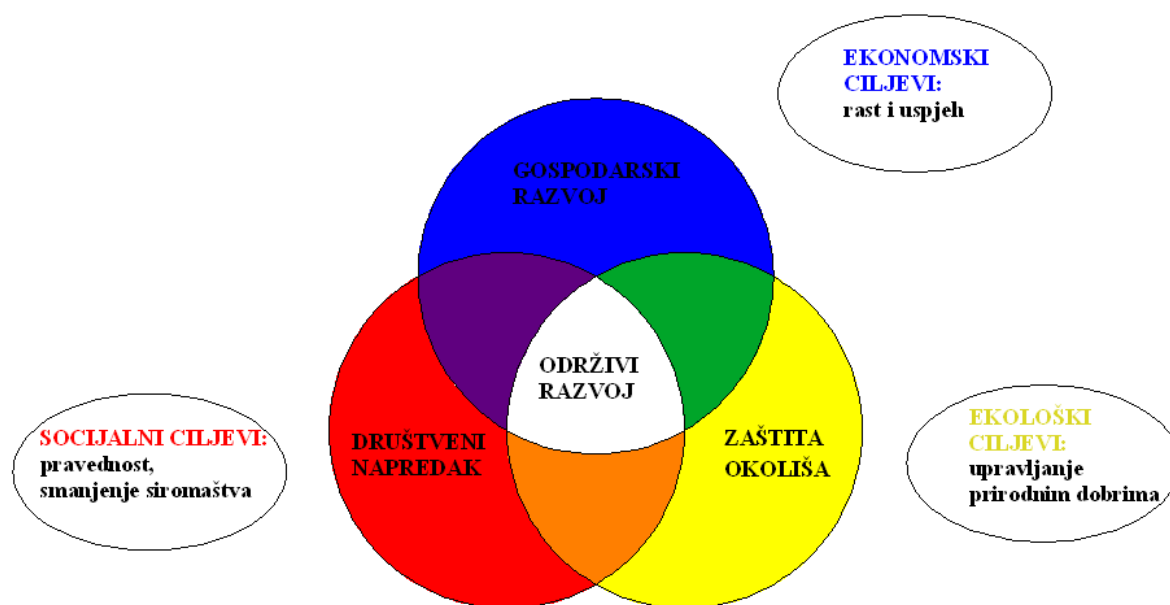 EKONOMSKI
CILJEVI:
rast i uspjeh
GOSPODARSKI
RAZVOJ
ODRŽIVI
RAZVOJ
SOCIJALNI CILJEVI:
pravednost,
smanjenje siromaštva
DRUŠTVENI
NAPREDAK
ZAŠTITA
OKOLIŠA
EKOLOŠKI
CILJEVI:
upravljanje
prirodnim dobrima